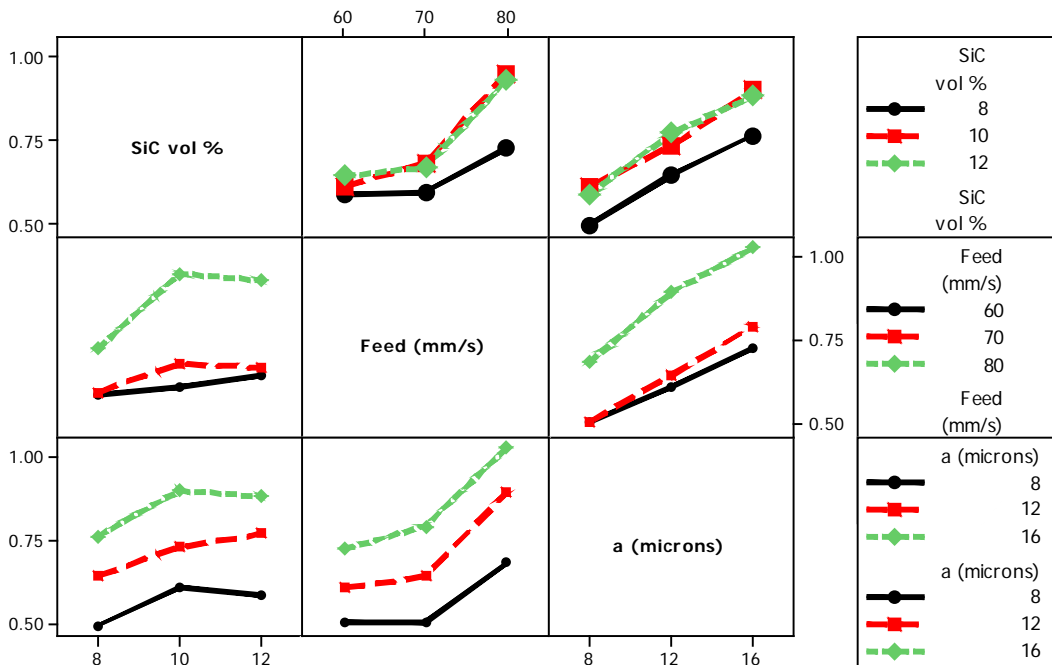 60 70 80
1.00
0.75
0.50
SiC vol %
SiC
vol %
8
10
12
SiC
vol %
Feed (mm/s)
1.00
0.75
0.50
Feed
(mm/s)
60
70
80
Feed
(mm/s)
1.00
0.75
0.50
a (microns)
a (microns)
8
12
16
a (microns)
8
12
16
8 10 12
8 12 16